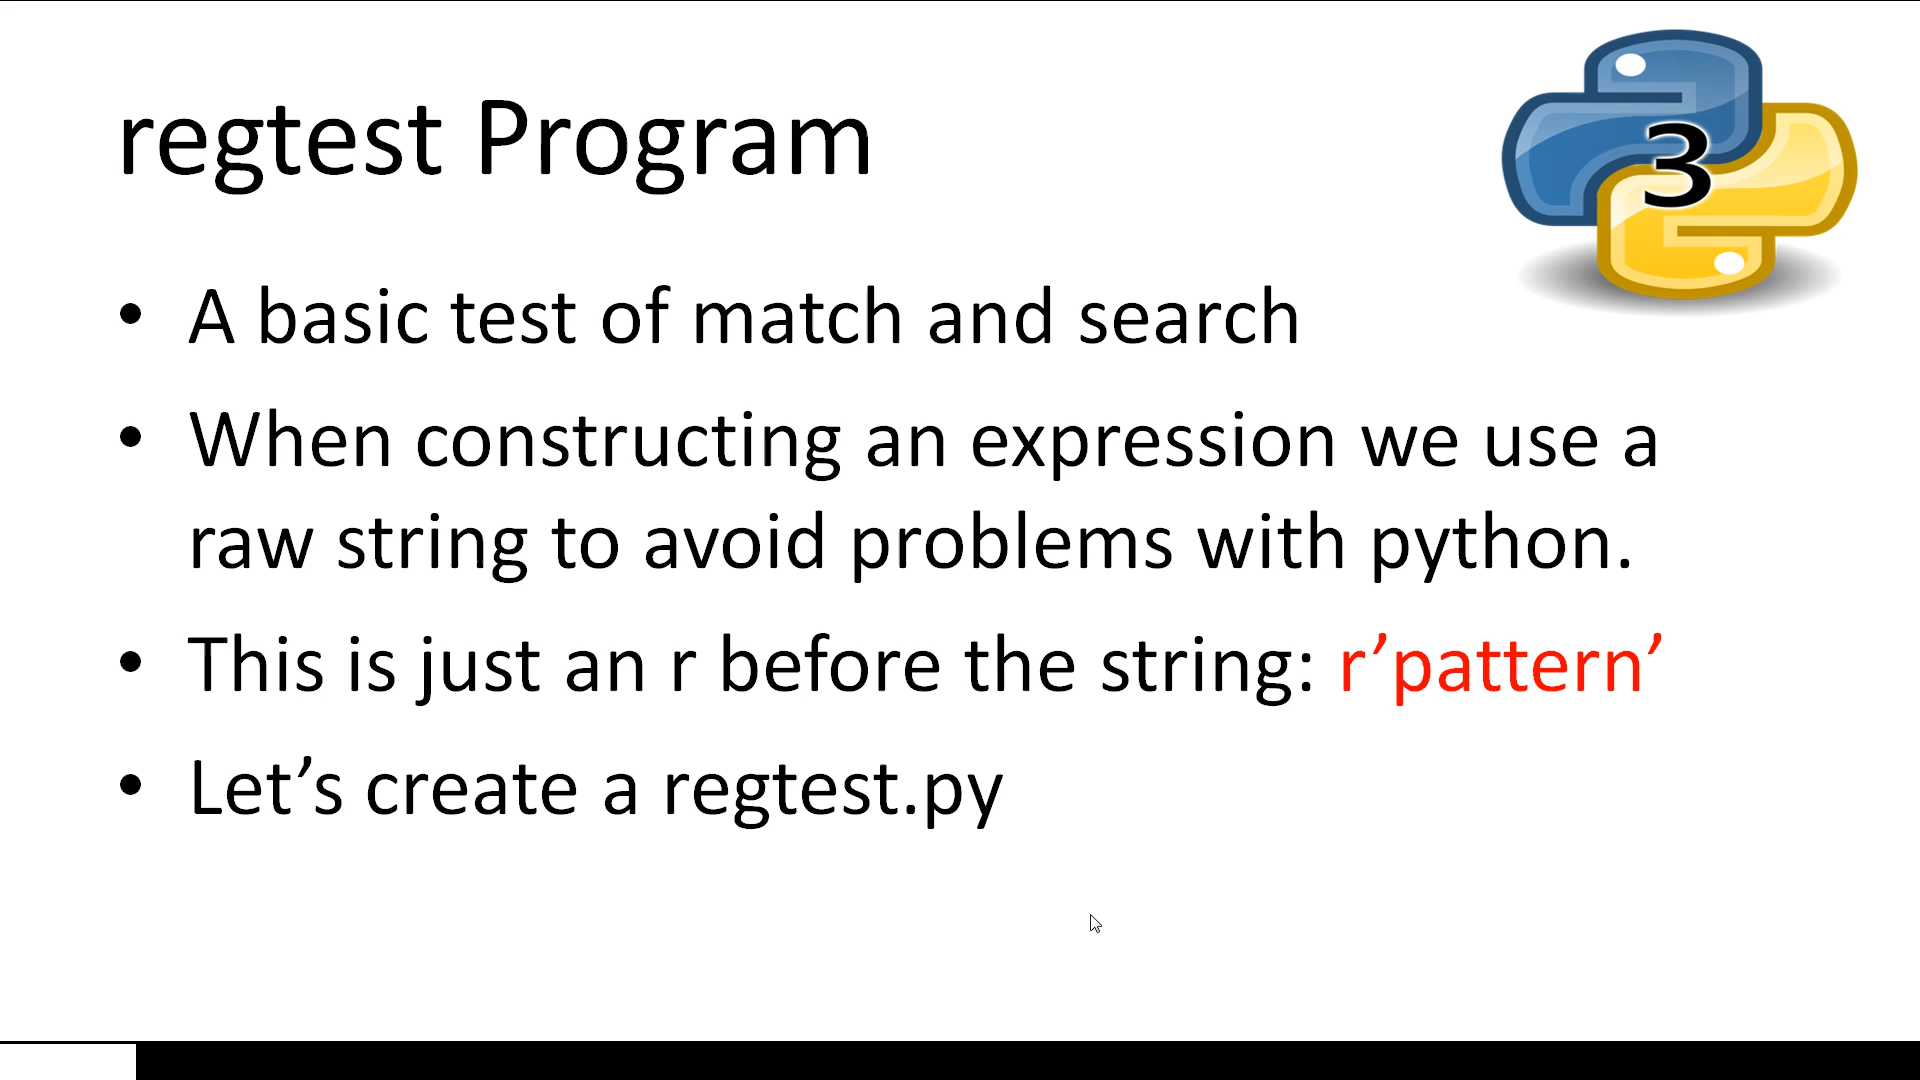 regtest Program
3
• A basic test of match and search
• When constructing an expression we use a
raw string to avoid problems with python.
• This is just an r before the string: r’pattern’
• Let’s create a regtest.py